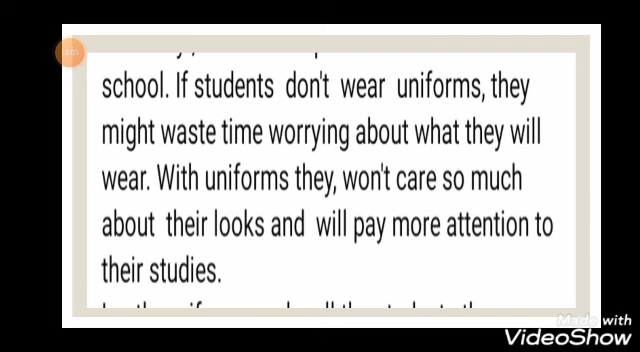 school. If students don't wear uniforms, they
might waste time worrying about what they will
wear. With uniforms they, won't care so much
about their looks and will pay more attention to
their studies.
Made with
VideoShow